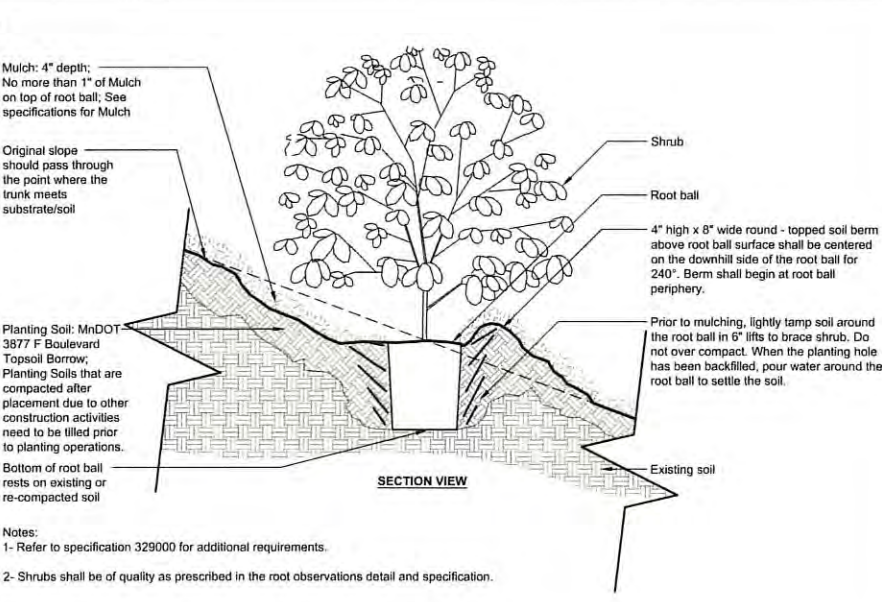 Mulch: 4" depth;
No more than 1" of Mulch
on top of root ball; See
specifications for Mulch
Original slope
should pass through
the point where the
trunk meets
substrate/soil
Planting Soil: MnDOT
3877 F Boulevard
Topsoil Borrow;
Planting Soils that are
compacted after
placement due to other
construction activities
need to be tilled prior
to planting operations.
Bottom of root ball
rests on existing or
re-compacted soil
Shrub
Root ball
4" high x 8" wide round - topped soil berm
above root ball surface shall be centered
on the downhill side of the root ball for
240°. Berm shall begin at root ball
periphery.
Prior to mulching, lightly tamp soil around
the root ball in 6" lifts to brace shrub. Do
not over compact. When the planting hole
has been backfilled, pour water around the
root ball to settle the soil.
Existing soil
SECTION VIEW
Notes:
1- Refer to specification 329000 for additional requirements.
2- Shrubs shall be of quality as prescribed in the root observations detail and specification.